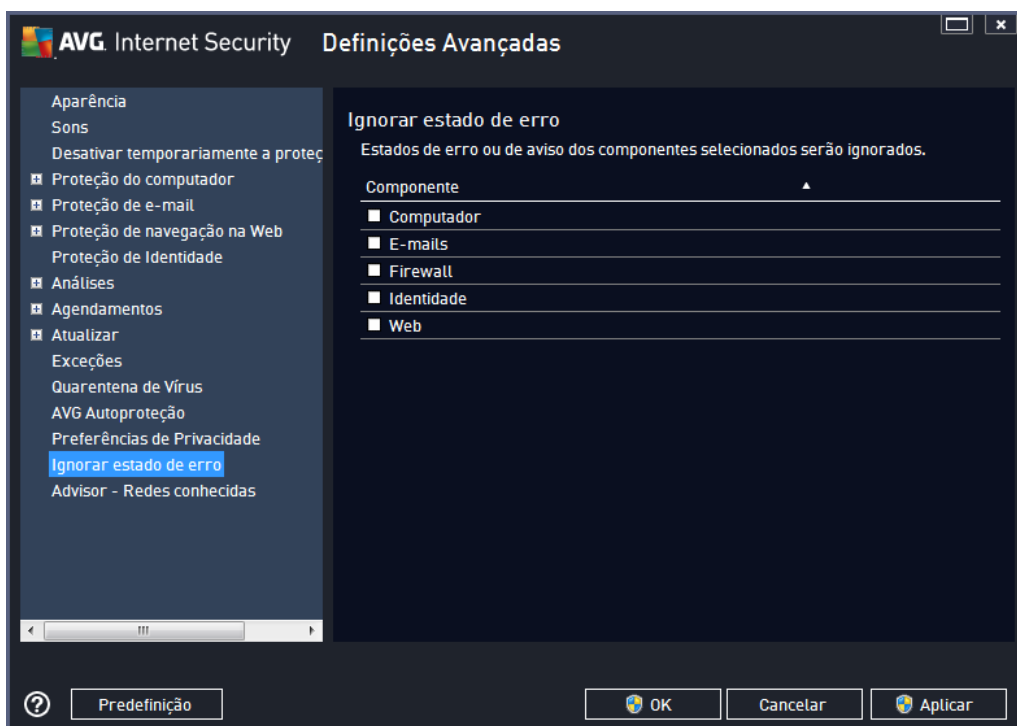 AVG. Internet Security Definições Avançadas
Aparência
Sons
Desativar temporariamente a proteç
Proteção do computador
Proteção de e-mail
Proteção de navegação na Web
Proteção de Identidade
Análises
Agendamentos
Atualizar
Exceções
Quarentena de Vírus
AVG Autoproteção
Preferências de Privacidade
Ignorar estado de erro
Advisor - Redes conhecidas
Ignorar estado de erro
Estados de erro ou de aviso dos componentes selecionados serão ignorados.
Componente
Computador
E-mails
Firewall
Identidade
Web
? Predefinição OK Cancelar Aplicar